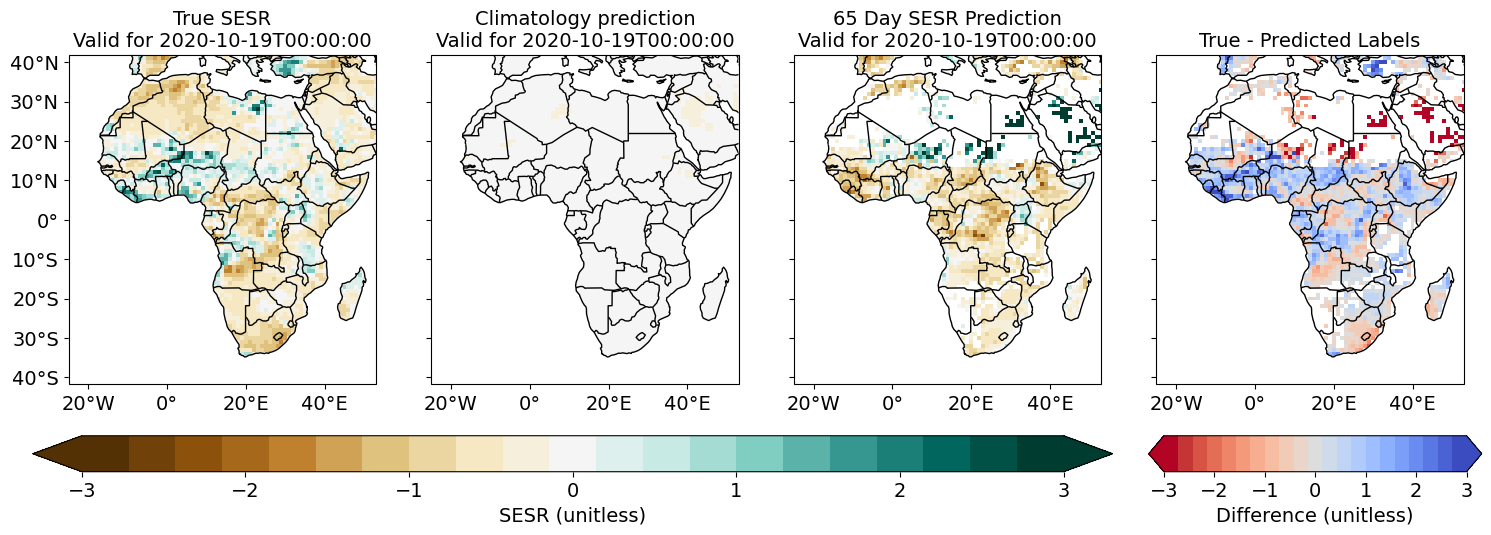 True SESR
Valid for 2020-10-19T00:00:00
Climatology prediction
Valid for 2020-10-19T00:00:00
65 Day SESR Prediction
Valid for 2020-10-19T00:00:00
True - Predicted Labels
40°N
30°N
20°N
10°N
0°
10°S
20°S
30°S
40°S
20°W 0° 20°E 40°E
20°W 0° 20°E 40°E
20°W 0° 20°E 40°E
20°W 0° 20°E 40°E
−3 −2 −1 0 1 2 3
SESR (unitless)
−3 −2 −1 0 1 2 3
Difference (unitless)